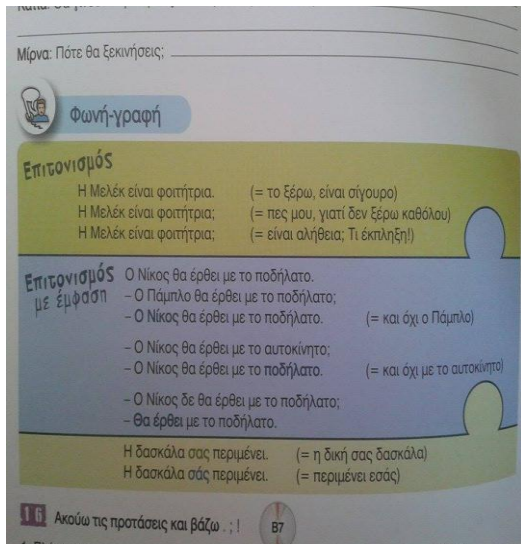 Μίρνα: Πότε θα ξεκινήσεις;
Φωνή-γραφή
Επιτονισμός
Η Μελέκ είναι φοιτήτρια. (= το ξέρω, είναι σίγουρο)
Η Μελέκ είναι φοιτήτρια; (= πες μου, γιατί δεν ξέρω καθόλου)
Η Μελέκ είναι φοιτήτρια; (= είναι αλήθεια; Τι έκπληξη!)
Επιτονισμός με έμφαση
Ο Νίκος θα έρθει με το ποδήλατο.
– Ο Πάμπλο θα έρθει με το ποδήλατο;
– Ο Νίκος θα έρθει με το ποδήλατο. (= και όχι ο Πάμπλο)
– Ο Νίκος θα έρθει με το αυτοκίνητο;
– Ο Νίκος θα έρθει με το ποδήλατο. (= και όχι με το αυτοκίνητο)
– Ο Νίκος δε θα έρθει με το ποδήλατο;
– Θα έρθει με το ποδήλατο.
Η δασκάλα σας περιμένει. (= η δική σας δασκάλα)
Η δασκάλα σάς περιμένει. (= περιμένει εσάς)
16 Ακούω τις προτάσεις και βάζω . ; ! B7